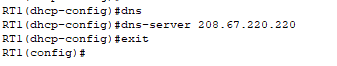 RT1(dhcp-config)#dns
RT1(dhcp-config)#dns-server 208.67.220.220
RT1(dhcp-config)#exit
RT1(config)#